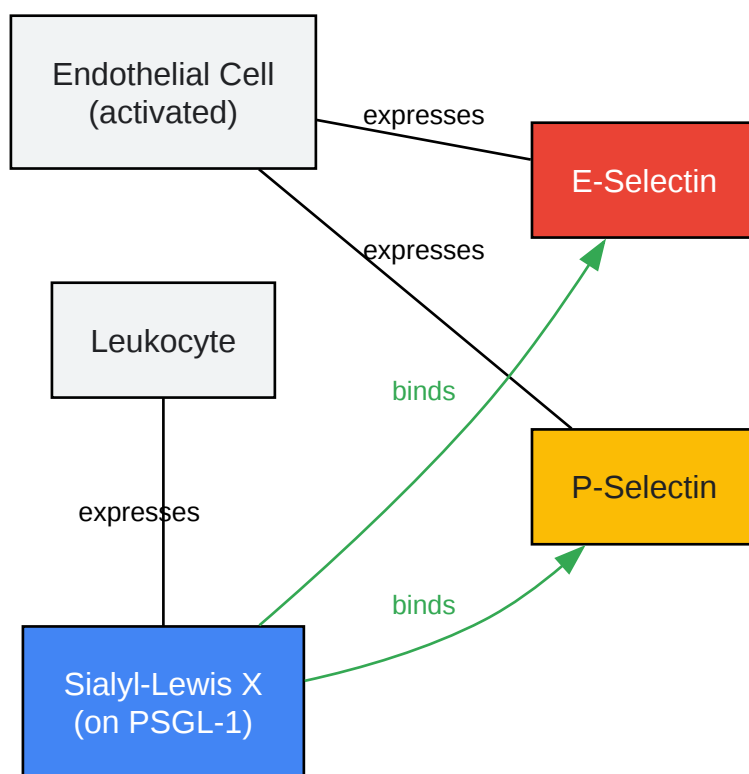 Endothelial Cell
(activated)
expresses
E-Selectin
expresses
Leukocyte
binds
P-Selectin
expresses
binds
Sialyl-Lewis X
(on PSGL-1)